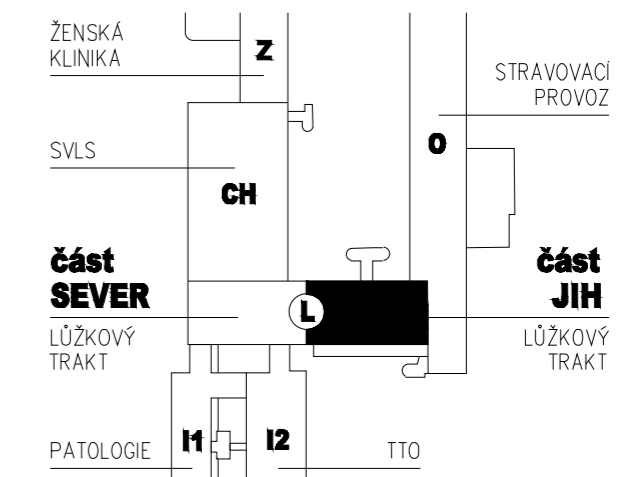 ŽENSKÁ
KLINIKA
Z
STRAVOVACÍ
PROVOZ
SVLS
O
CH
část
SEVER
část
JIH
L
LŮŽKOVÝ
TRAKT
LŮŽKOVÝ
TRAKT
PATOLOGIE
I1
I2
TTO